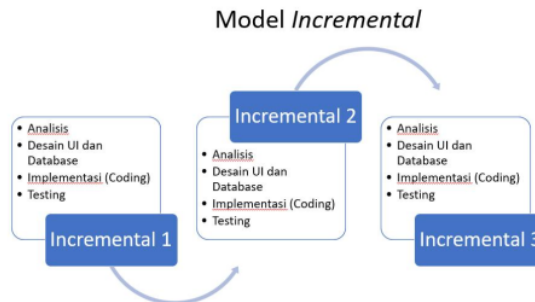 Model Incremental
• Analisis
• Desain UI dan
Database
• Implementasi (Coding)
• Testing
Incremental 1
Incremental 2
• Analisis
• Desain UI dan
Database
• Implementasi (Coding)
• Testing
• Analisis
• Desain UI dan
Database
• Implementasi (Coding)
• Testing
Incremental 3